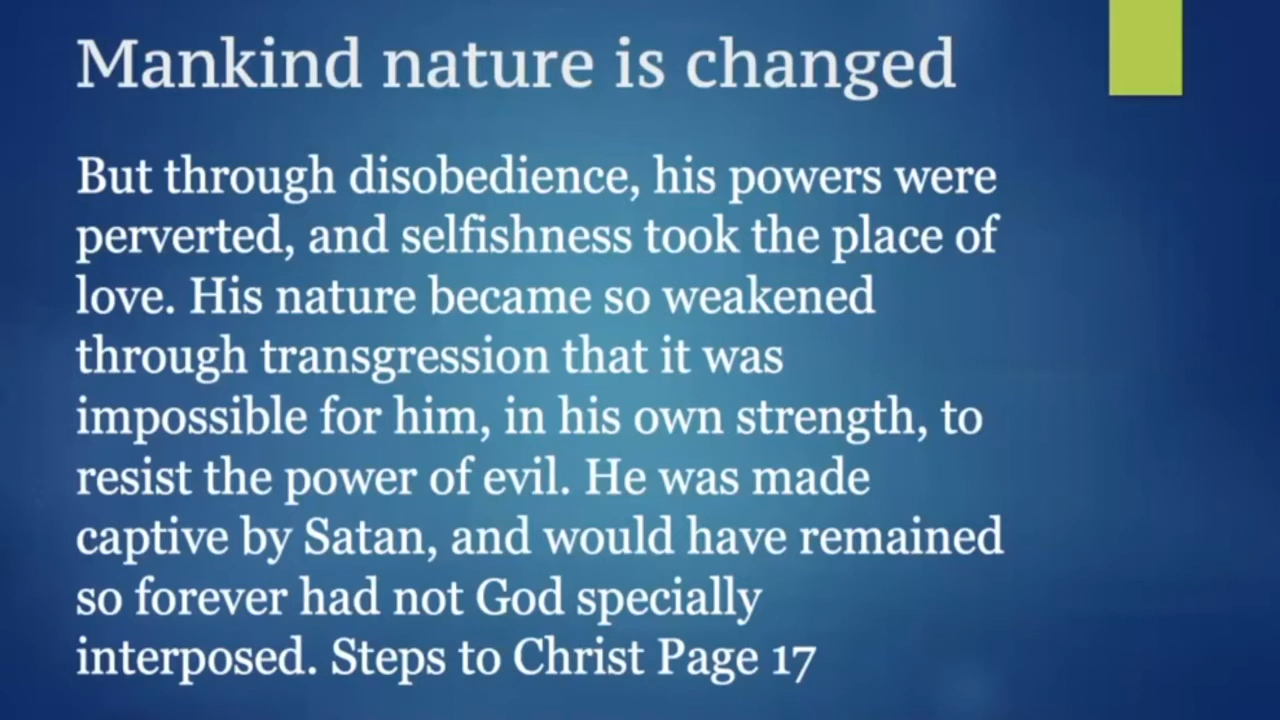 Mankind nature is changed
But through disobedience, his powers were
perverted, and selfishness took the place of
love. His nature became so weakened
through transgression that it was
impossible for him, in his own strength, to
resist the power of evil. He was made
captive by Satan, and would have remained
so forever had not God specially
interposed. Steps to Christ Page 17